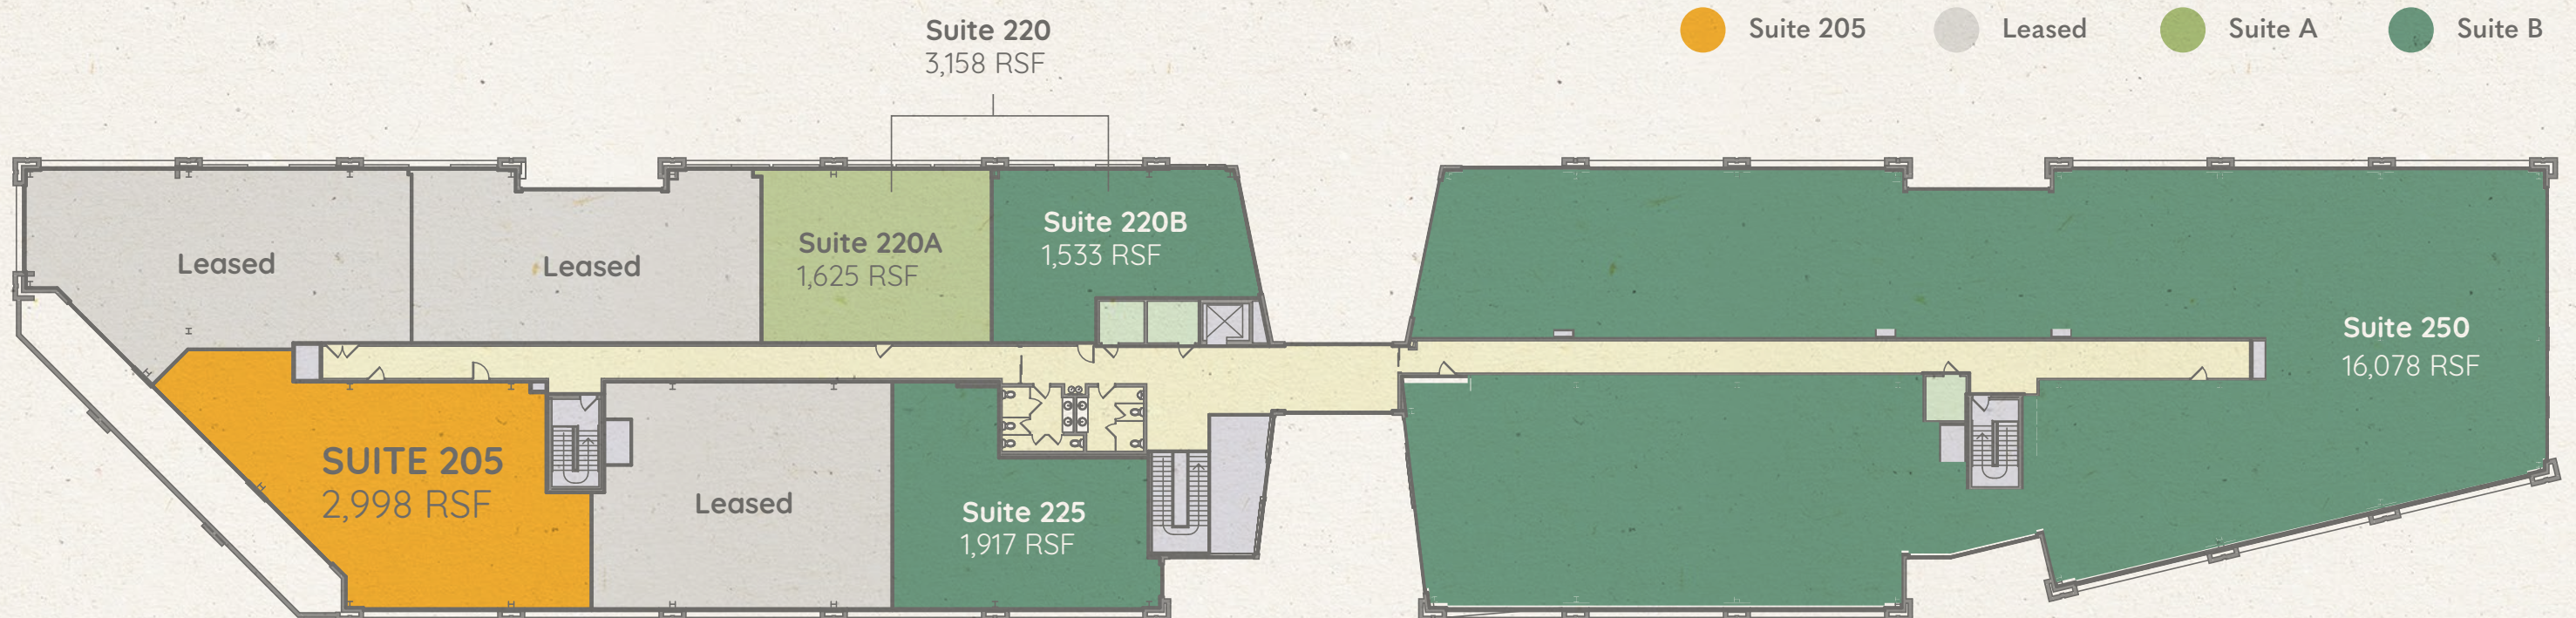 Suite 220
3,158 RSF
Suite 205
Leased
Suite A
Suite B
Leased
Leased
Suite 220A
1,625 RSF
Suite 220B
1,533 RSF
Suite 250
16,078 RSF
SUITE 205
2,998 RSF
Leased
Suite 225
1,917 RSF